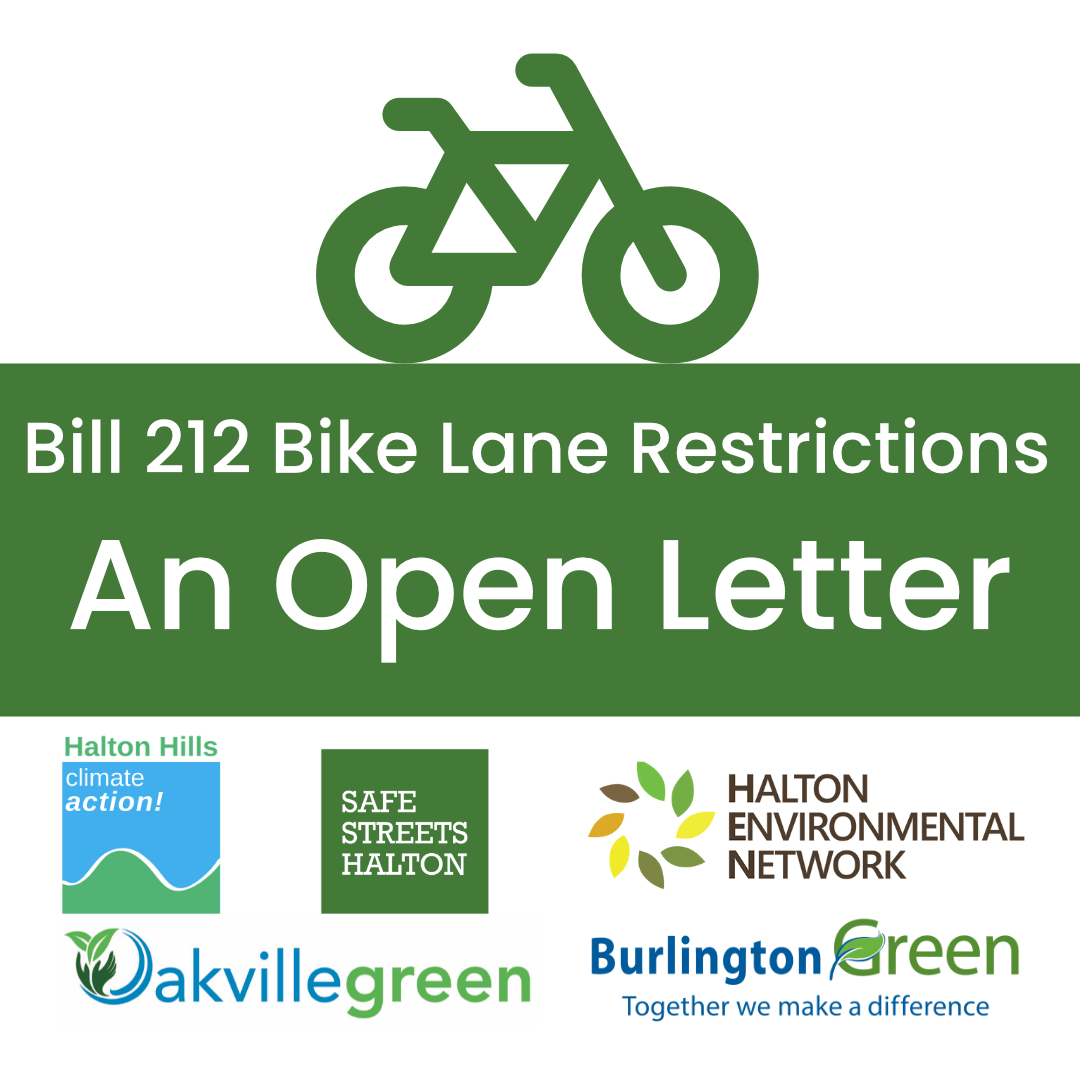 Bill 212 Bike Lane Restrictions
An Open Letter
Halton Hills
climate
action!
SAFE
STREETS
HALTON
HALTON
ENVIRONMENTAL
NETWORK
Oakvillegreen
BurlingtonGreen
Together we make a difference